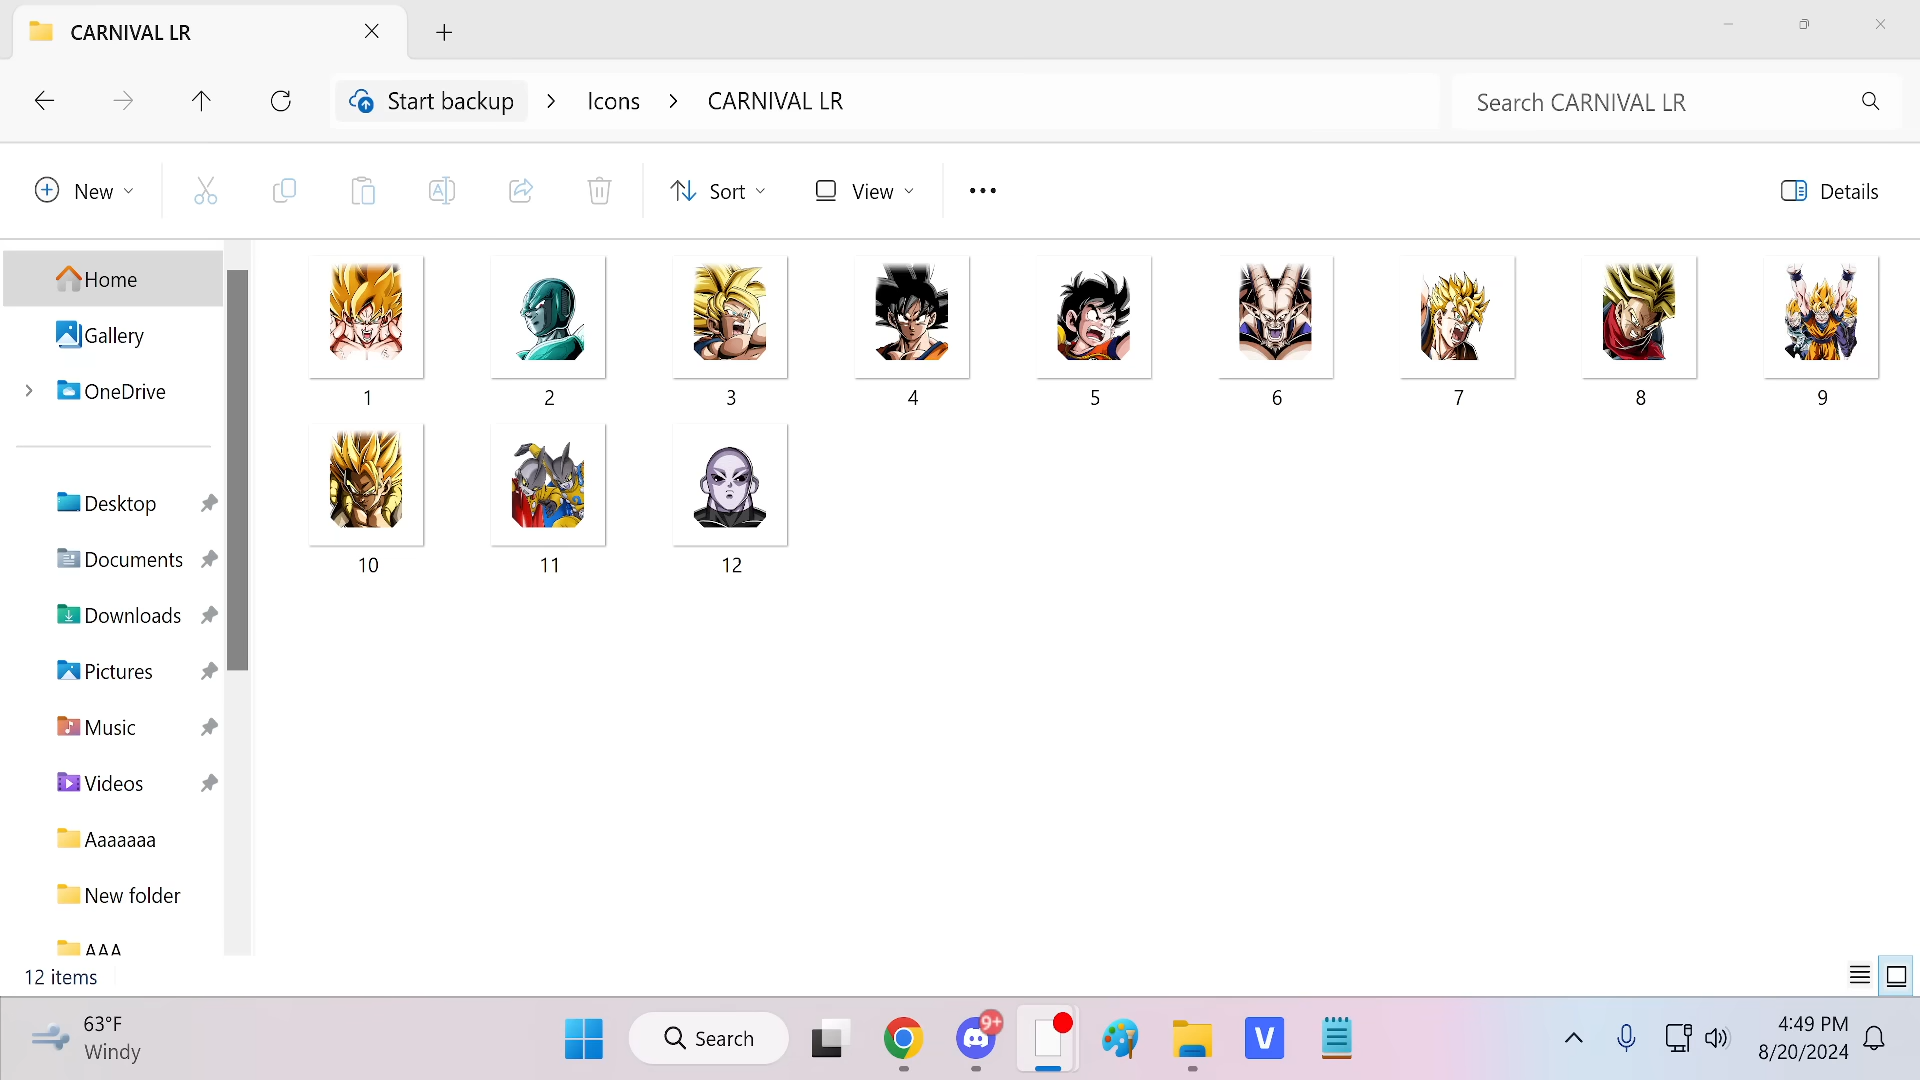 CARNIVAL LR
Start backup > Icons > CARNIVAL LR
Search CARNIVAL LR
New
Sort
View
Details
Home
Gallery
OneDrive
Desktop
Documents
Downloads
Pictures
Music
Videos
Aaaaaaa
New folder
AAA
1 2 3 4 5 6 7 8 9
10 11 12
12 items
63°F
Windy
Search
9+
V
4:49 PM
8/20/2024